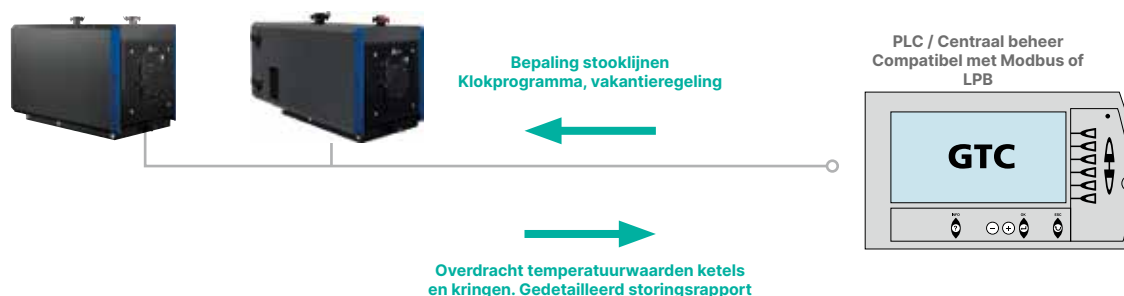 Bepaling stooklijnen
Klokprogramma, vakantieregeling
PLC / Centraal beheer
Compatibel met Modbus of
LPB
GTC
INFO
OK
ESC
Overdracht temperatuurwaarden ketels
en kringen. Gedetailleerd storingsrapport